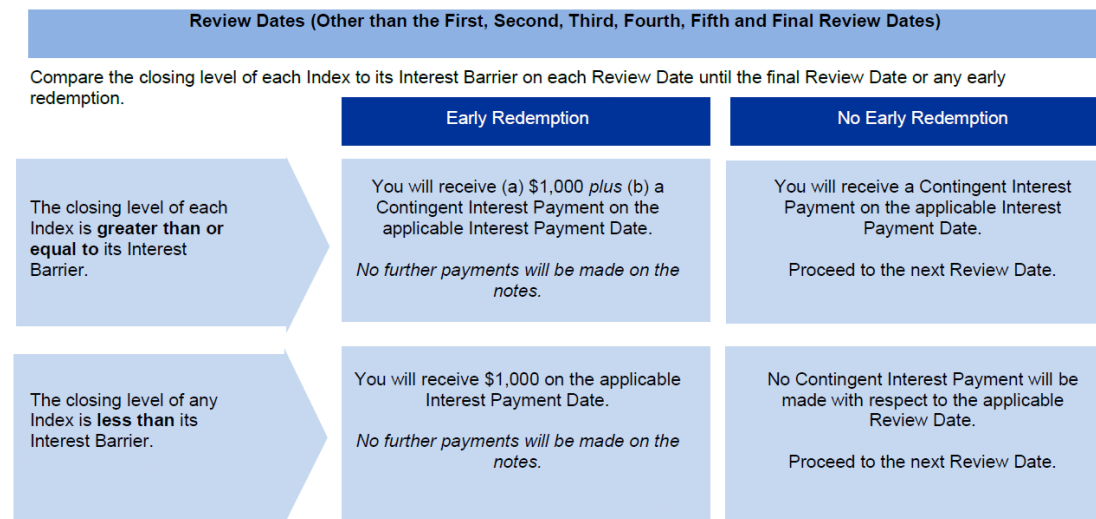 Review Dates (Other than the First, Second, Third, Fourth, Fifth and Final Review Dates)
Compare the closing level of each Index to its Interest Barrier on each Review Date until the final Review Date or any early
redemption.
Early Redemption
No Early Redemption
The closing level of each
Index is greater than or
equal to its Interest
Barrier.
You will receive (a) $1,000 plus (b) a
Contingent Interest Payment on the
applicable Interest Payment Date.
No further payments will be made on the
notes.
You will receive a Contingent Interest
Payment on the applicable Interest
Payment Date.
Proceed to the next Review Date.
The closing level of any
Index is less than its
Interest Barrier.
You will receive $1,000 on the applicable
Interest Payment Date.
No further payments will be made on the
notes.
No Contingent Interest Payment will be
made with respect to the applicable
Review Date.
Proceed to the next Review Date.